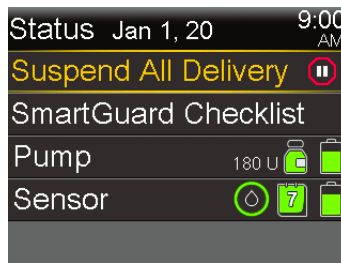 Status Jan 1, 20 9:00
AM
Suspend All Delivery
SmartGuard Checklist
Pump 180 U
Sensor 7